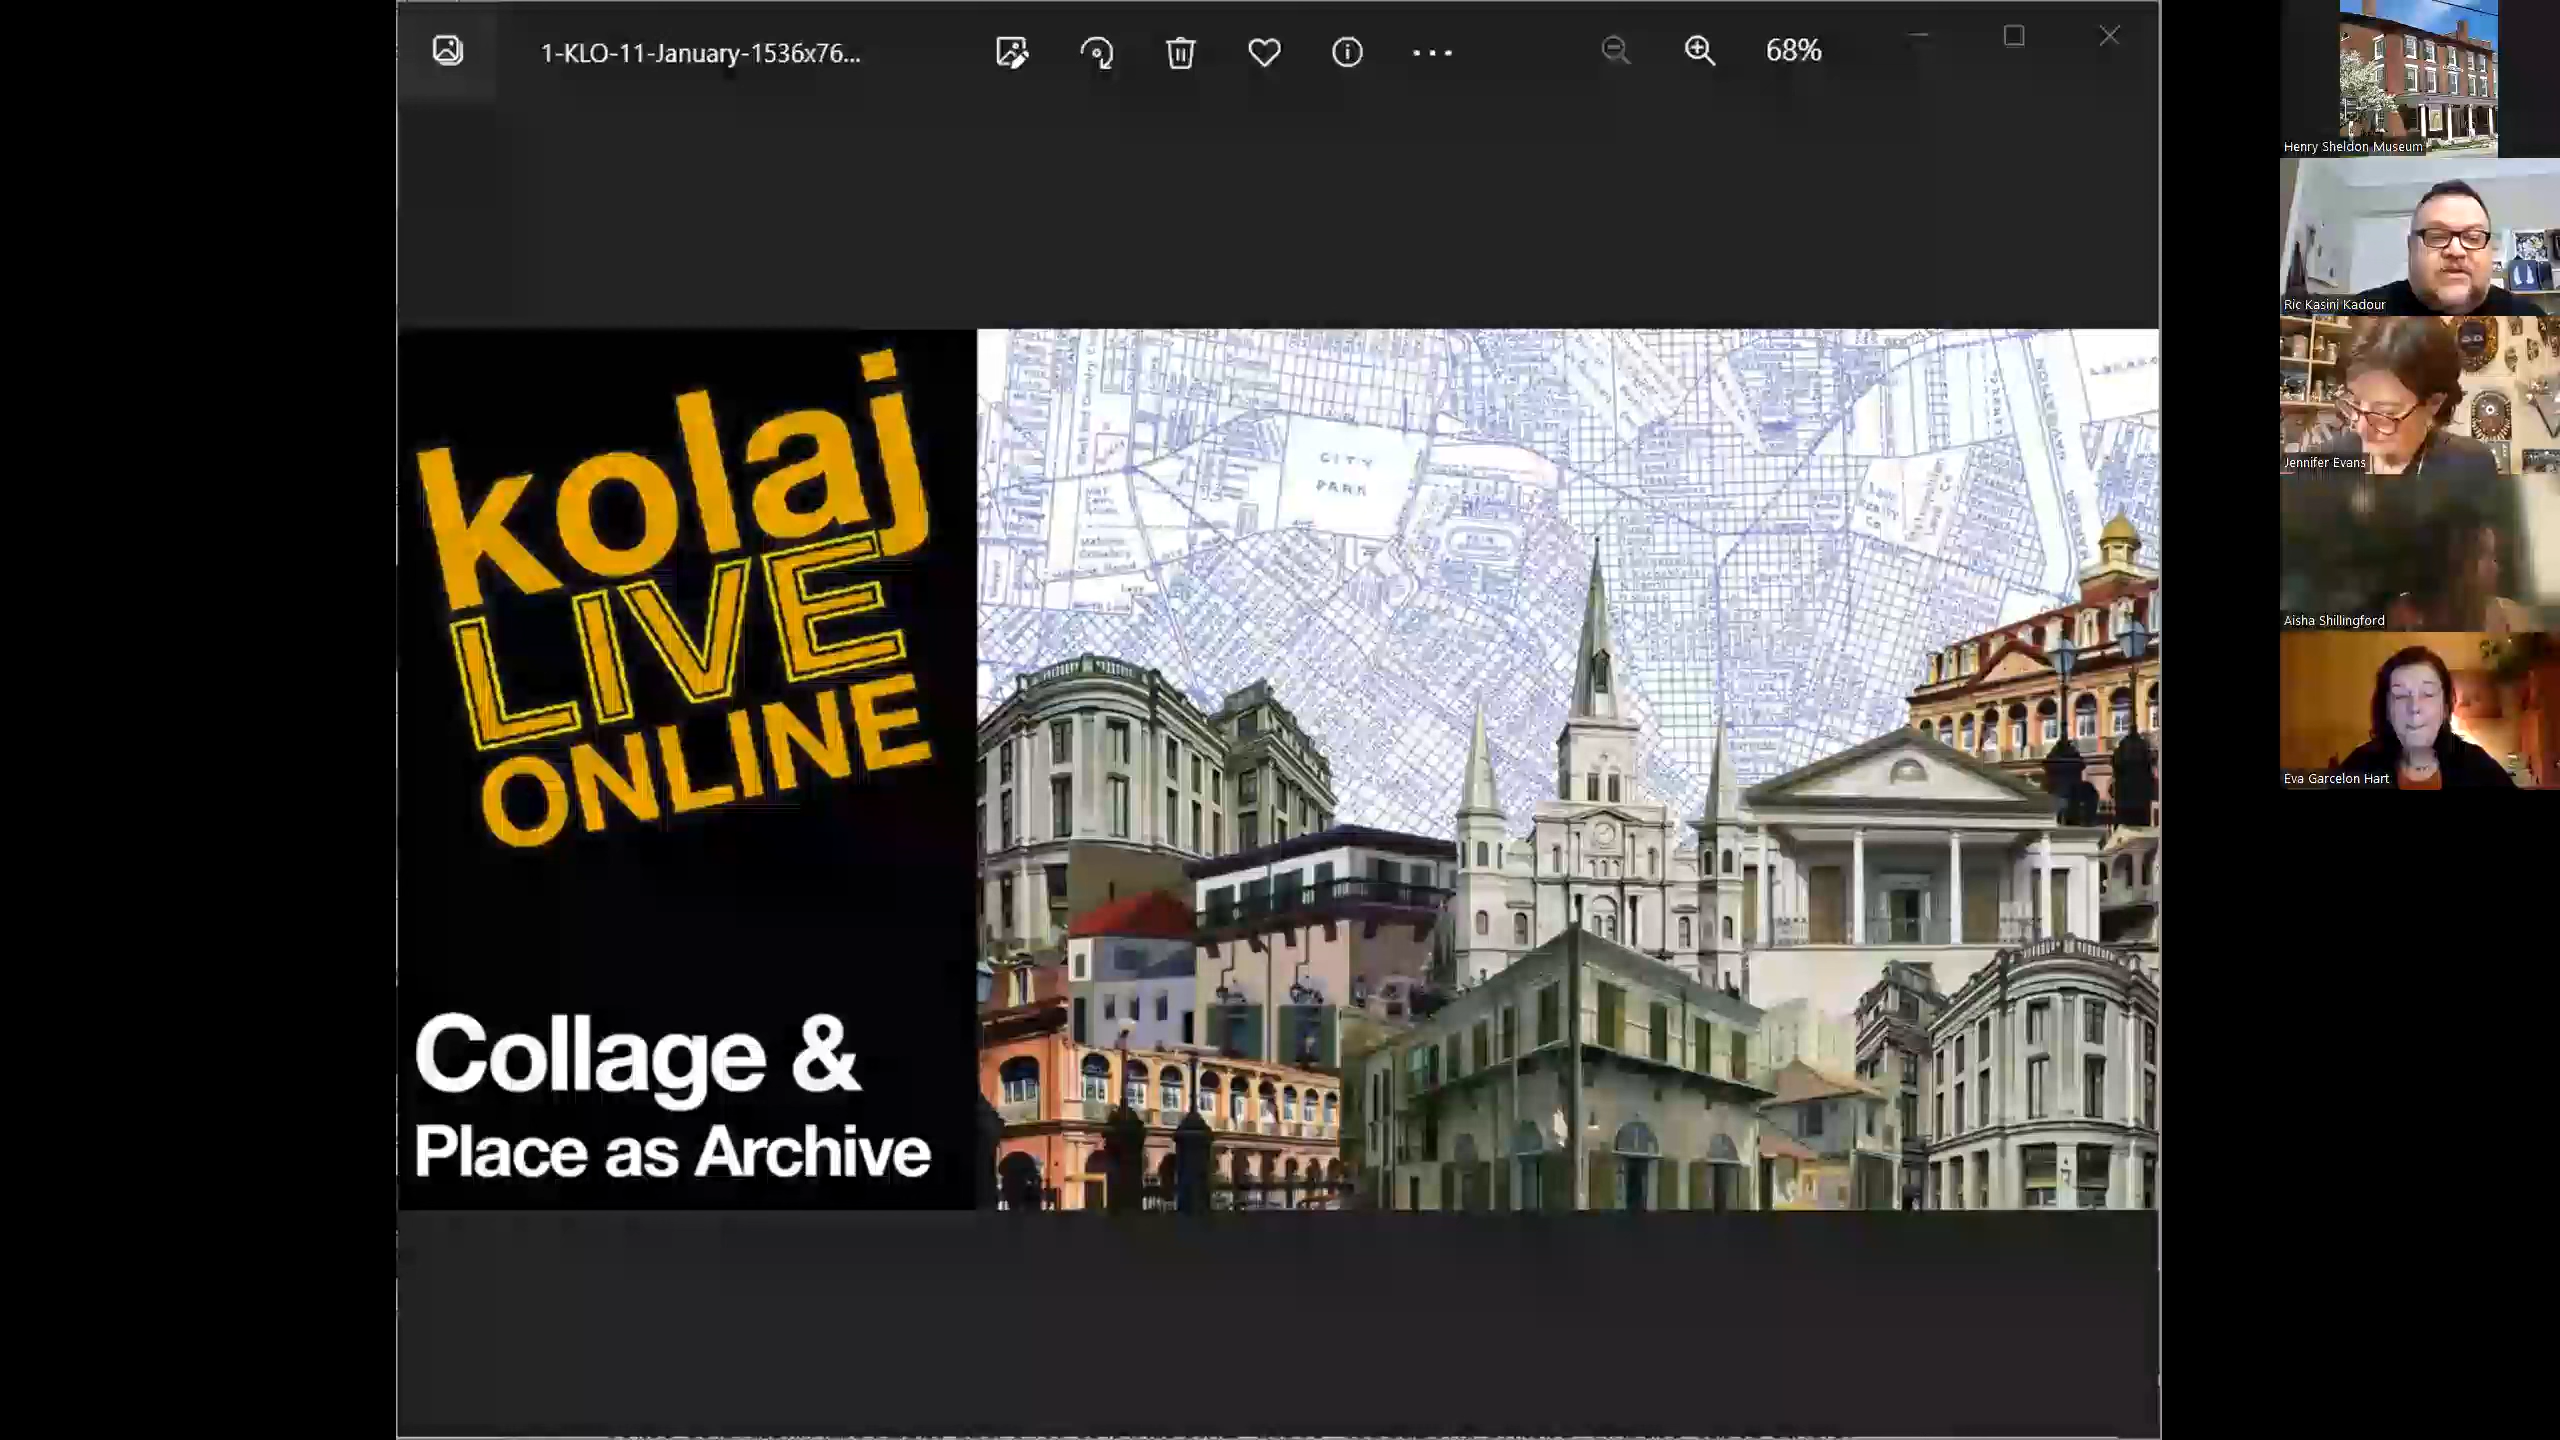 1-KLO-11-January-1536x76...
68%
kolaj
LIVE
ONLINE
Collage &
Place as Archive
CITY
PARK
Henry Sheldon Museum
Ric Kasini Kadour
Jennifer Evans
Aisha Shillingford
Eva Garcelon Hart